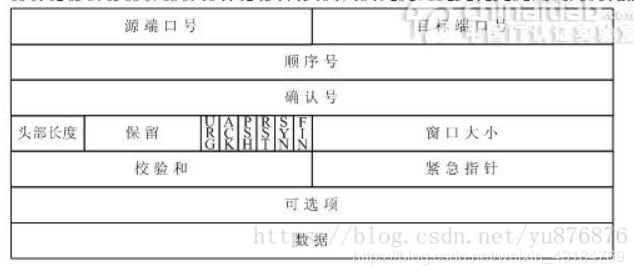 源端口号 目标端口号
顺序号
确认号
头部长度 保留 URG ACK PSH RST SYN FIN 窗口大小
校验和 紧急指针
可选项
数据
https://blog.csdn.net/yu876876